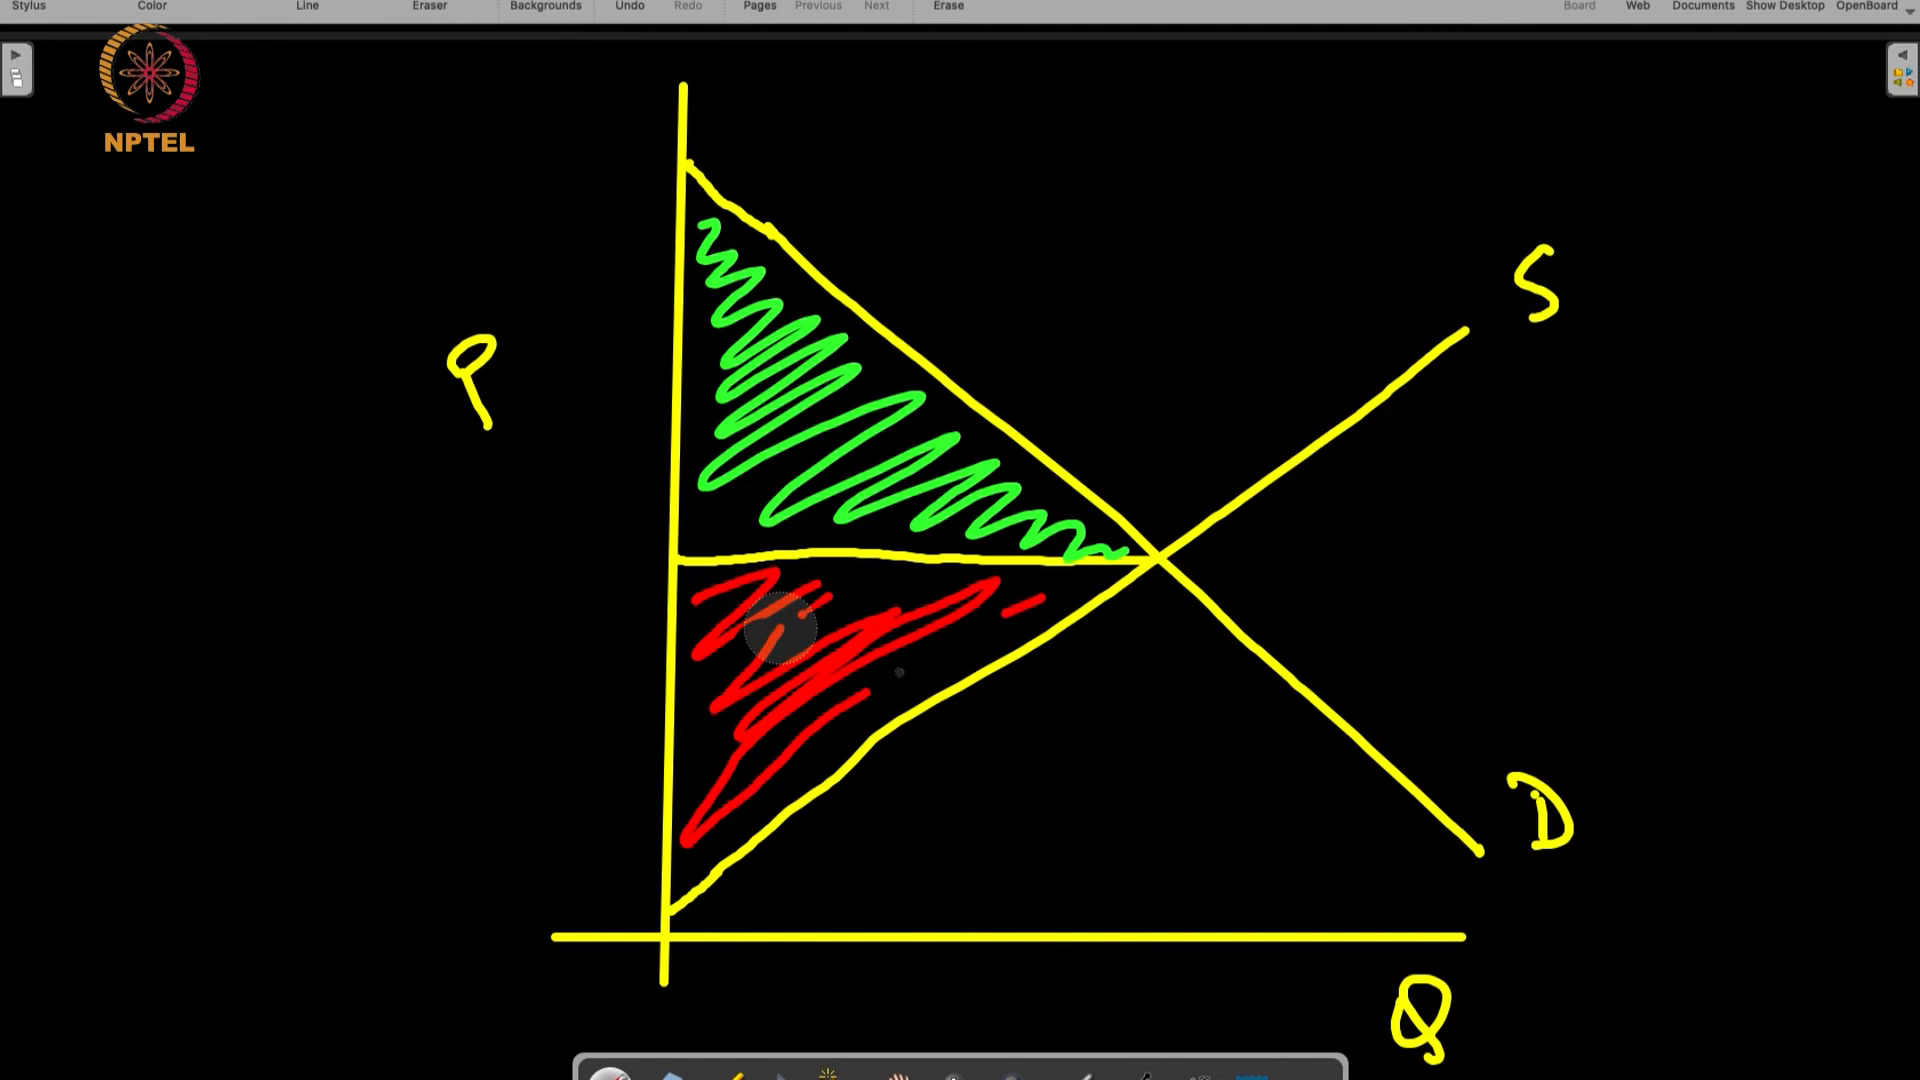 Stylus Color Line Eraser Backgrounds Undo Redo Pages Previous Next Erase Board Web Documents Show Desktop OpenBoard
NPTEL
S
P
D
Q